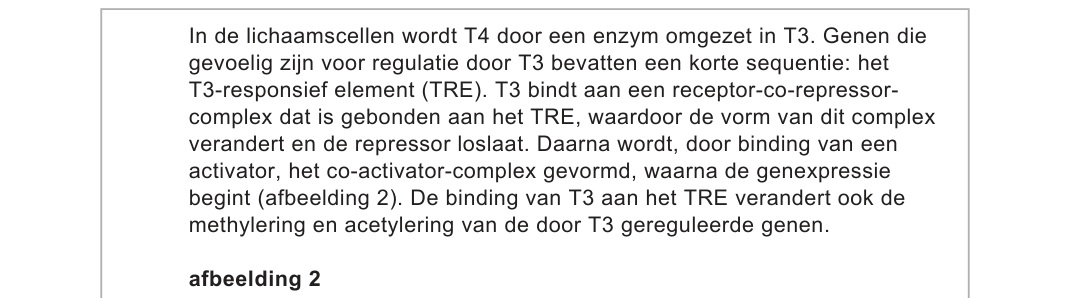 In de lichaamscellen wordt T4 door een enzym omgezet in T3. Genen die
gevoelig zijn voor regulatie door T3 bevatten een korte sequentie: het
T3-responsief element (TRE). T3 bindt aan een receptor-co-repressor-
complex dat is gebonden aan het TRE, waardoor de vorm van dit complex
verandert en de repressor loslaat. Daarna wordt, door binding van een
activator, het co-activator-complex gevormd, waarna de genexpressie
begint (afbeelding 2). De binding van T3 aan het TRE verandert ook de
methylering en acetylering van de door T3 gereguleerde genen.
afbeelding 2